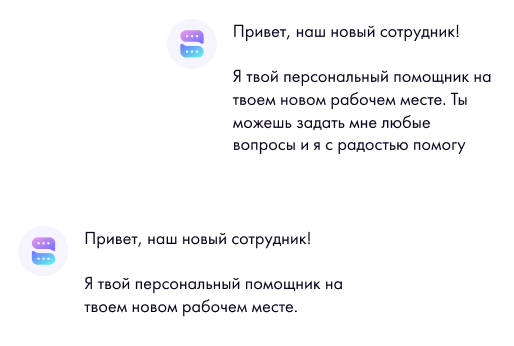 Привет, наш новый сотрудник!
Я твой персональный помощник на
твоем новом рабочем месте. Ты
можешь задать мне любые
вопросы и я с радостью помогу
Привет, наш новый сотрудник!
Я твой персональный помощник на
твоем новом рабочем месте.